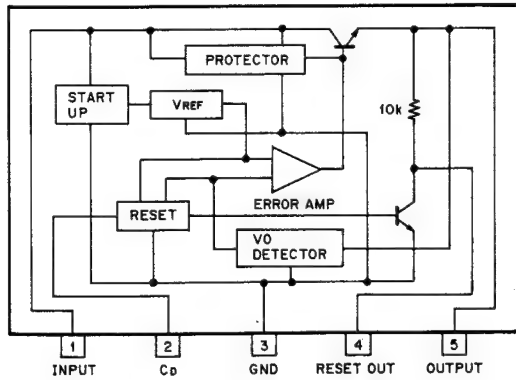 PROTECTOR
START
UP
VREF
10k
ERROR AMP
RESET
VO
DETECTOR
1
2
3
4
5
INPUT
CD
GND
RESET OUT
OUTPUT